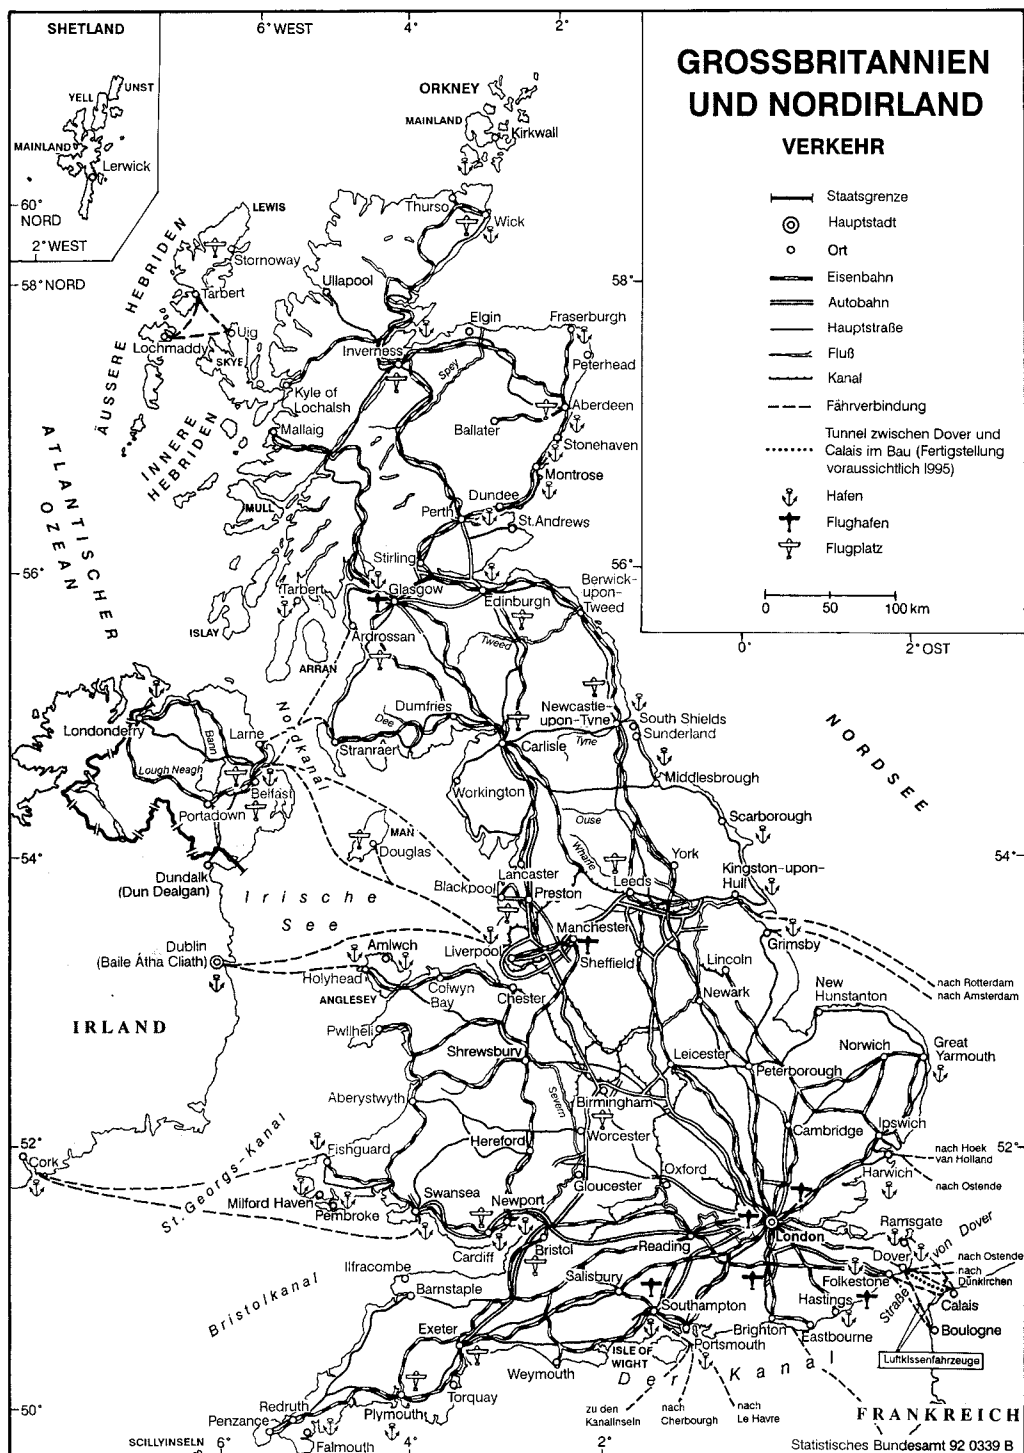 SHETLAND
UNST
YELL
MAINLAND
Lerwick
60°
NORD
2° WEST
6° WEST
4°
2°
GROSSBRITANNIEN
UND NORDIRLAND
VERKEHR
Staatsgrenze
Hauptstadt
Ort
Eisenbahn
Autobahn
Hauptstraße
Fluß
Kanal
Fährverbindung
Tunnel zwischen Dover und
Calais im Bau (Fertigstellung
voraussichtlich 1995)
Hafen
Flughafen
Flugplatz
0 50 100 km
ORKNEY
MAINLAND
Kirkwall
58° NORD
58°
LEWIS
Thurso
Wick
Stornoway
Ullapool
ÄUSSERE HEBRIDEN
Tarbert
Uig
Lochmaddy
SKYE
Elgin
Fraserburgh
Inverness
Spey
Peterhead
Kyle of
Lochalsh
Aberdeen
Ballater
INNERE
HEBRIDEN
Mallaig
Stonehaven
Montrose
ATLANTISCHER
OZEAN
MULL
Dundee
Perth
St.Andrews
56°
56°
Stirling
Berwick-
upon-
Tweed
Tarbert
Glasgow
Edinburgh
ISLAY
Ardrossan
Tweed
ARRAN
0°
2° OST
Nordkanal
Dumfries
Newcastle-
upon-Tyne
South Shields
Sunderland
Londonderry
Bann
Larne
Dee
Stranraer
Carlisle
Tyne
NORDSEE
Lough Neagh
Belfast
Portadown
Workington
Middlesbrough
MAN
Douglas
Ouse
Scarborough
54°
54°
Wharfe
York
Dundalk
(Dun Dealgan)
Lancaster
Leeds
Kingston-upon-
Hull
Blackpool
Preston
Irische
See
Manchester
Grimsby
Dublin
(Baile Átha Cliath)
Amlwch
Liverpool
Sheffield
Lincoln
Holyhead
nach Rotterdam
nach Amsterdam
ANGLESEY
Colwyn
Bay
Chester
Newark
New
Hunstanton
IRLAND
Pwllheli
Shrewsbury
Leicester
Norwich
Great
Yarmouth
Peterborough
Aberystwyth
Severn
Birmingham
52°
52°
Cork
St. Georgs-Kanal
Fishguard
Hereford
Worcester
Cambridge
Ipswich
nach Hoek
van Holland
Oxford
Harwich
nach Ostende
Milford Haven
Pembroke
Swansea
Newport
Gloucester
Ramsgate
Cardiff
Bristol
Reading
London
Dover
Straße von Dover
nach Ostende
nach
Dünkirchen
Ilfracombe
Salisbury
Folkestone
Bristolkanal
Barnstaple
Hastings
Calais
Southampton
Exeter
Brighton
Eastbourne
Boulogne
ISLE OF
WIGHT
Portsmouth
Weymouth
Luftkissenfahrzeuge
Der Kanal
Torquay
50°
Redruth
Plymouth
Penzance
zu den
Kanalinseln
nach
Cherbourgh
nach
Le Havre
FRANKREICH
Falmouth
SCILLYINSELN
6°
4°
2°
Statistisches Bundesamt 92 0339 B